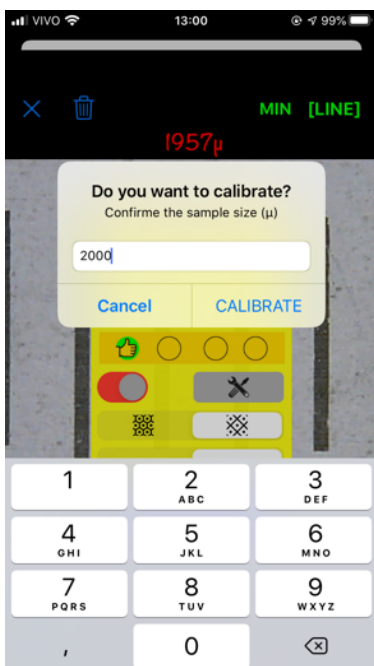 VIVO 13:00 99%
MIN [LINE]
1957µ
Do you want to calibrate?
Confirme the sample size (µ)
2000
Cancel CALIBRATE
1 2 3
ABC DEF
4 5 6
GHI JKL MNO
7 8 9
PQRS TUV WXYZ
, 0